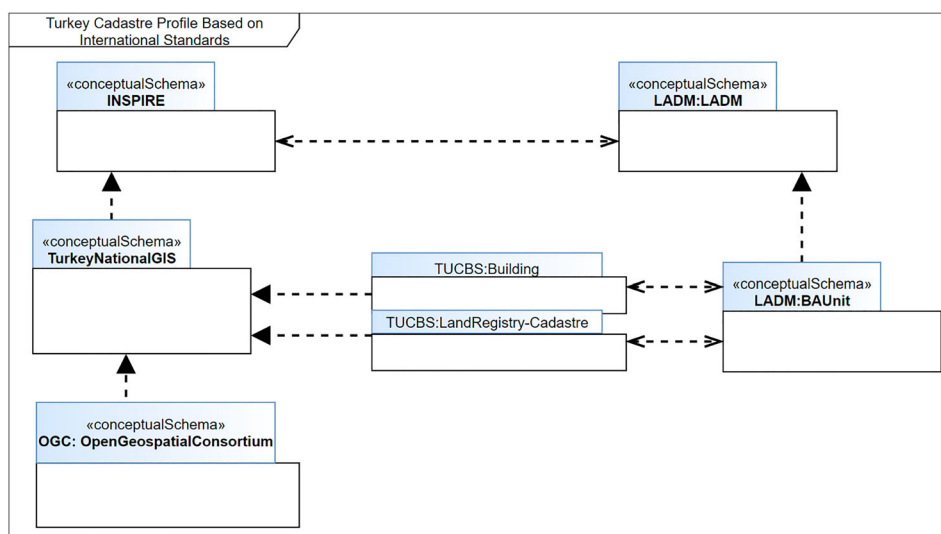 Turkey Cadastre Profile Based on
International Standards
«conceptualSchema»
INSPIRE
«conceptualSchema»
LADM:LADM
«conceptualSchema»
TurkeyNationalGIS
TUCBS:Building
«conceptualSchema»
LADM:BAUnit
TUCBS:LandRegistry-Cadastre
«conceptualSchema»
OGC: OpenGeospatialConsortium